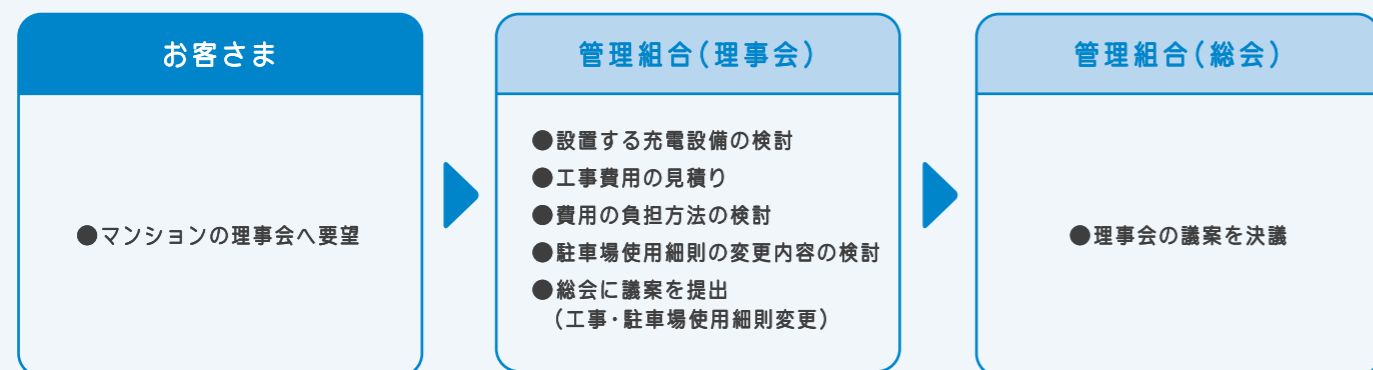 お客さま
●マンションの理事会へ要望
管理組合(理事会)
●設置する充電設備の検討
●工事費用の見積り
●費用の負担方法の検討
●駐車場使用細則の変更内容の検討
●総会に議案を提出
(工事・駐車場使用細則変更)
管理組合(総会)
●理事会の議案を決議